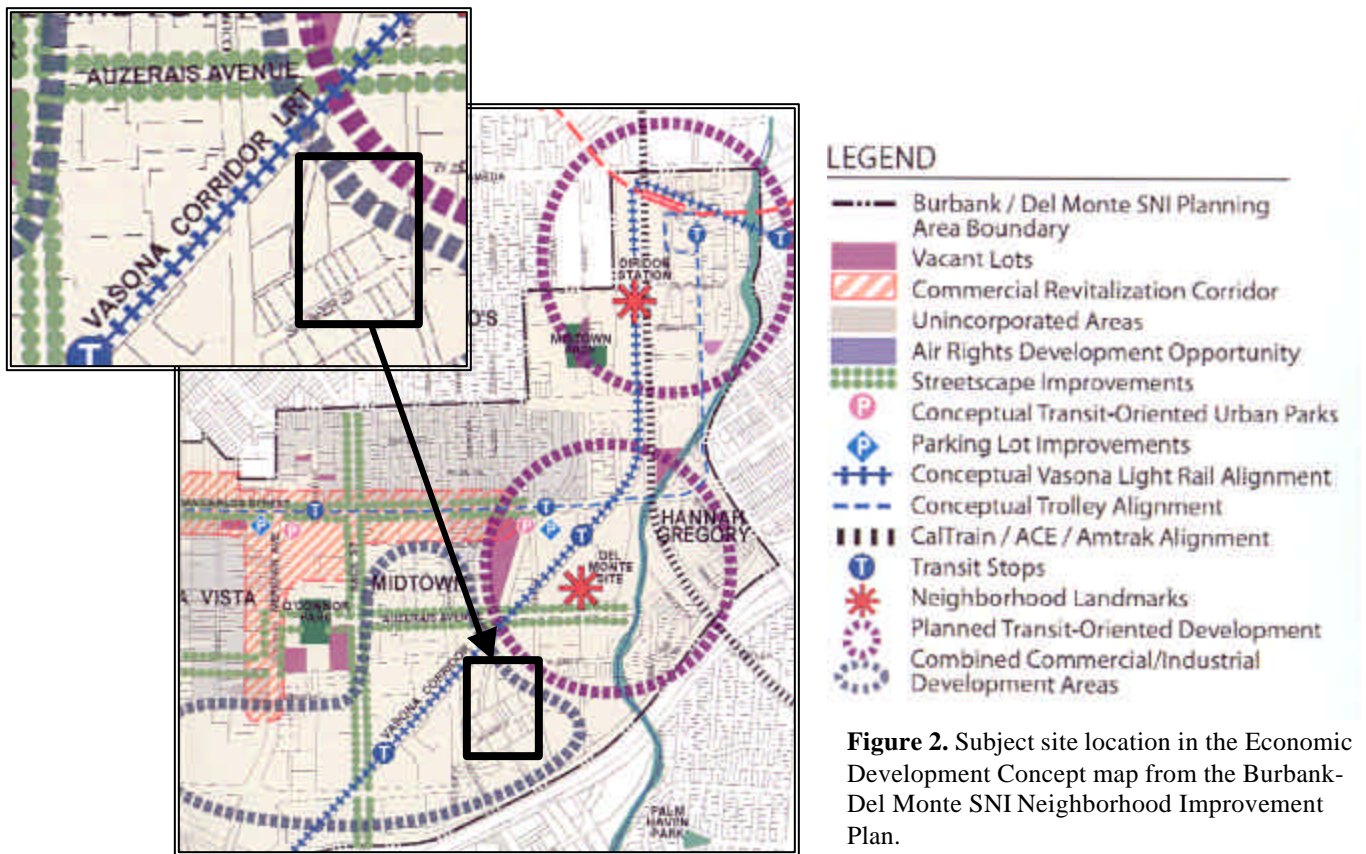 AUZERAIS AVENUE
VASONA CORRIDOR LRT
T
DIRIDON
STATION
T
T
MIDTOWN
PARK
HANNAH
GREGORY
P
P
T
T
P
P
T
DEL
MONTE
SITE
A VISTA
MIDTOWN
O'CONNOR
PARK
AUZERAIS AVENUE
VASONA CORRIDOR
T
PALM
HAVEN
PARK
LEGEND
Burbank / Del Monte SNI Planning
Area Boundary
Vacant Lots
Commercial Revitalization Corridor
Unincorporated Areas
Air Rights Development Opportunity
Streetscape Improvements
P Conceptual Transit-Oriented Urban Parks
P Parking Lot Improvements
Conceptual Vasona Light Rail Alignment
Conceptual Trolley Alignment
CalTrain / ACE / Amtrak Alignment
T Transit Stops
Neighborhood Landmarks
Planned Transit-Oriented Development
Combined Commercial/Industrial
Development Areas
Figure 2. Subject site location in the Economic
Development Concept map from the Burbank-
Del Monte SNI Neighborhood Improvement
Plan.